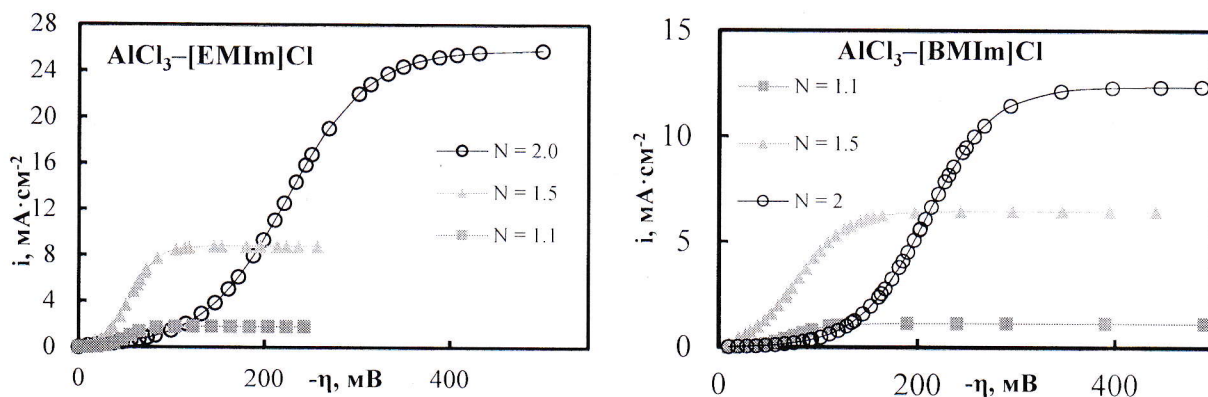 28
24
20
16
12
8
4
0
i, мА·см⁻²
AlCl₃–[EMIm]Cl
N = 2.0
N = 1.5
N = 1.1
0
200
400
-η, мВ
15
10
5
0
i, мА·см⁻²
AlCl₃–[BMIm]Cl
N = 1.1
N = 1.5
N = 2
0
200
400
-η, мВ